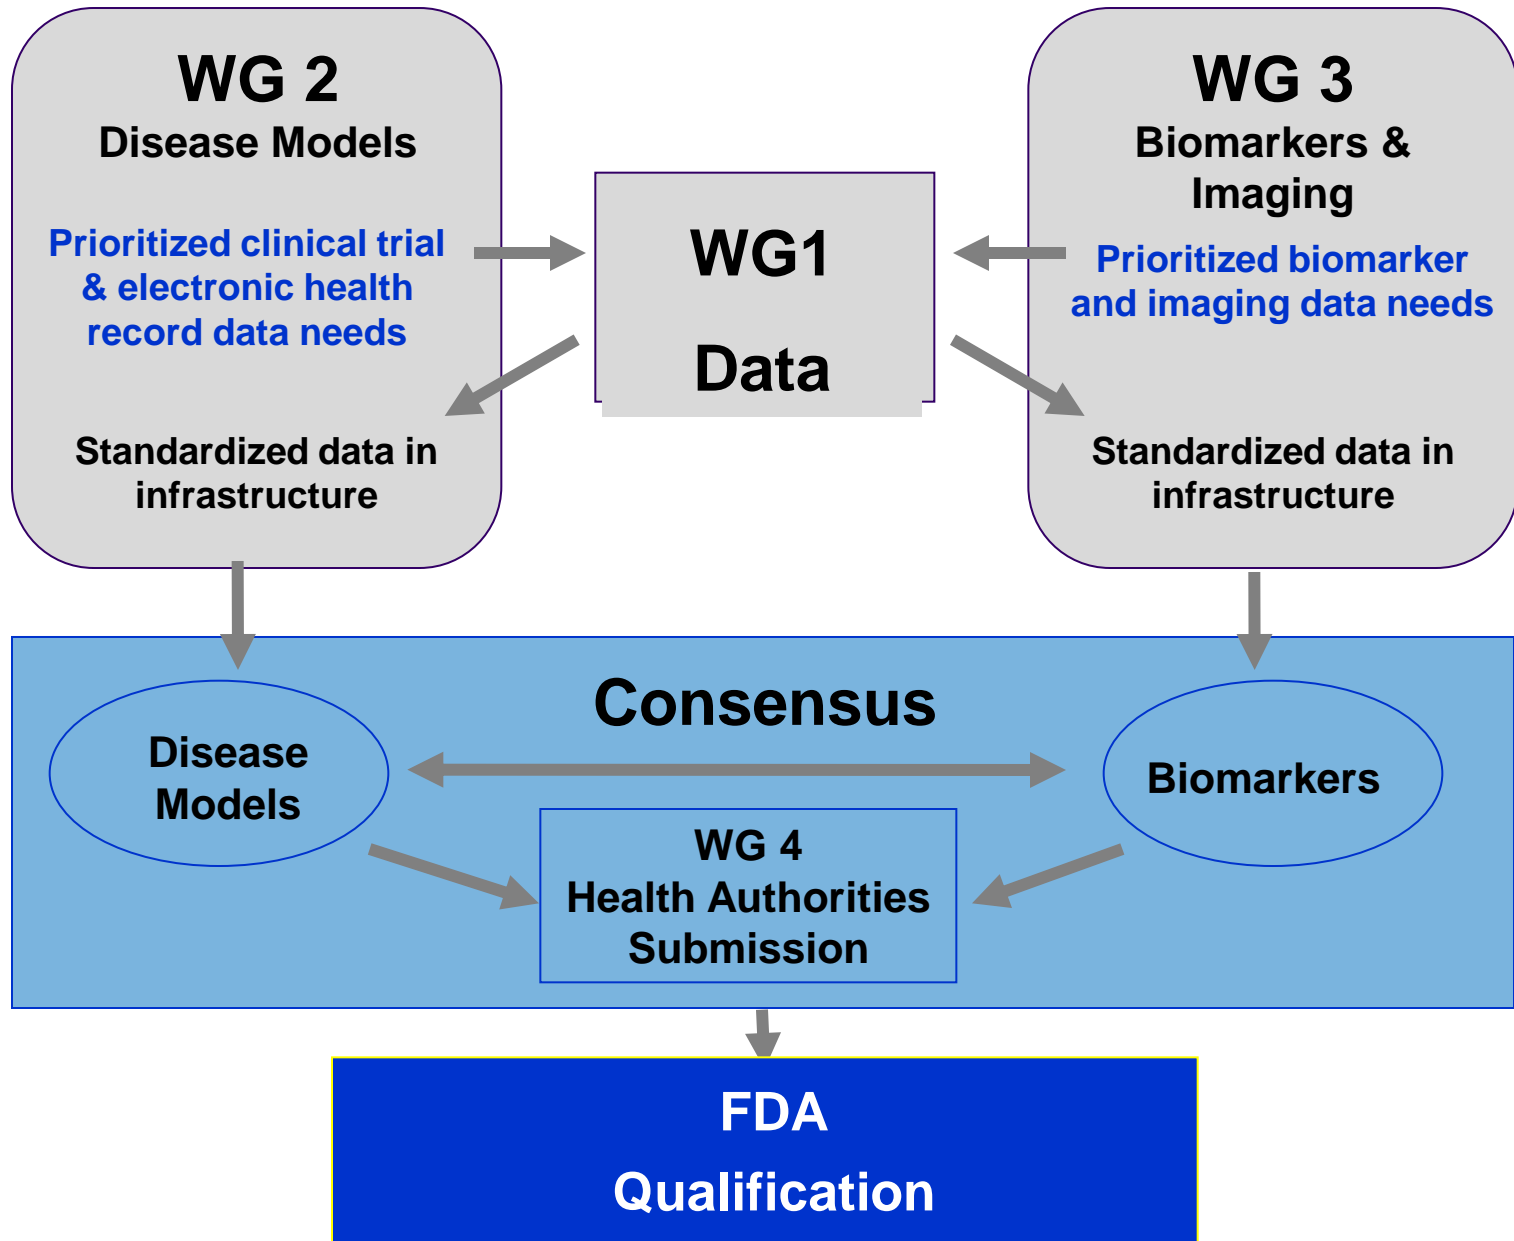 WG 2
Disease Models
Prioritized clinical trial
& electronic health
record data needs
Standardized data in
infrastructure
WG1
Data
WG 3
Biomarkers &
Imaging
Prioritized biomarker
and imaging data needs
Standardized data in
infrastructure
Consensus
Disease
Models
Biomarkers
WG 4
Health Authorities
Submission
FDA
Qualification